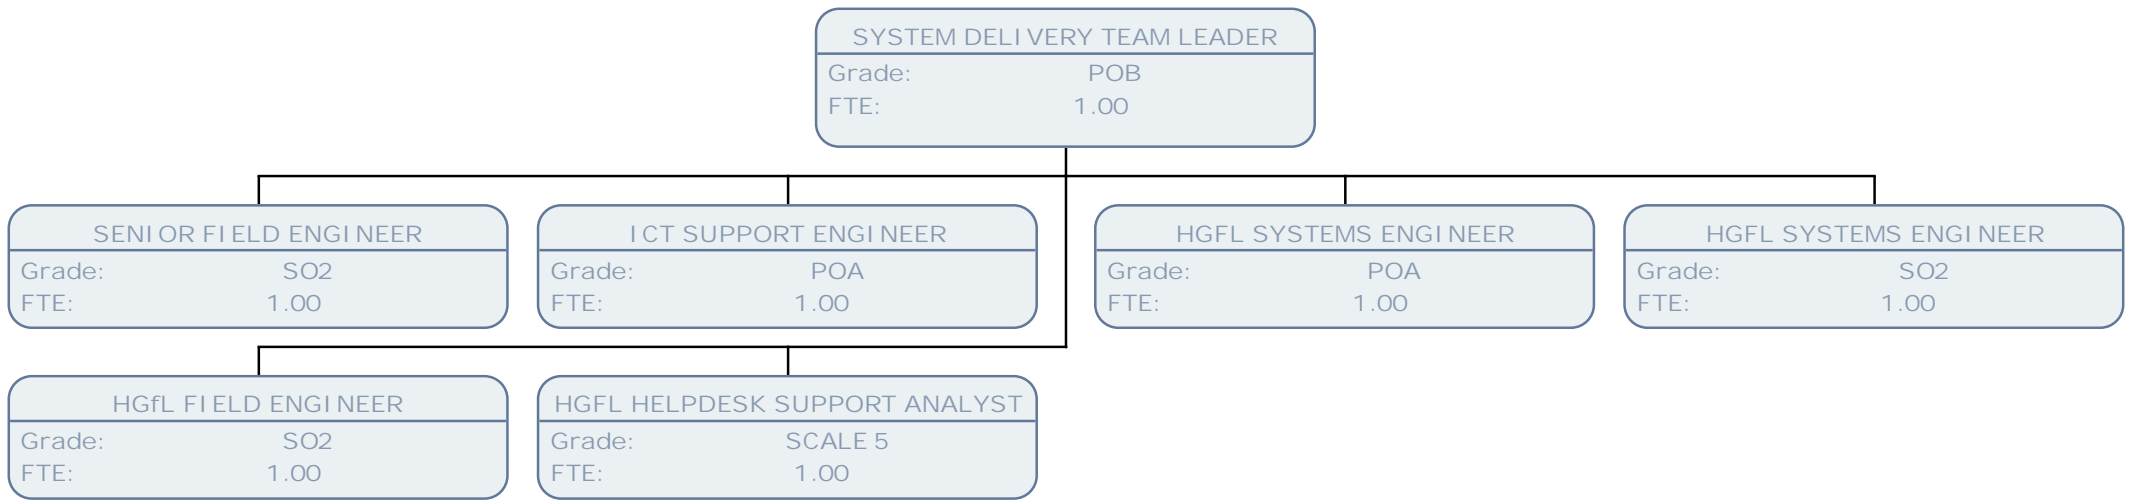 SYSTEM DELIVERY TEAM LEADER
Grade: POB
FTE: 1.00
SENIOR FIELD ENGINEER
Grade: SO2
FTE: 1.00
ICT SUPPORT ENGINEER
Grade: POA
FTE: 1.00
HGFL SYSTEMS ENGINEER
Grade: POA
FTE: 1.00
HGFL SYSTEMS ENGINEER
Grade: SO2
FTE: 1.00
HGfL FIELD ENGINEER
Grade: SO2
FTE: 1.00
HGFL HELPDESK SUPPORT ANALYST
Grade: SCALE 5
FTE: 1.00